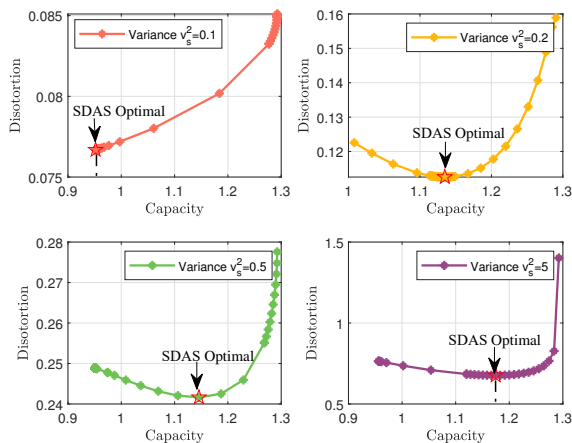 0.085
0.08
0.075
Disotortion
Variance v_s^2=0.1
SDAS Optimal
0.9 1 1.1 1.2 1.3
Capacity
0.16
0.14
0.12
Disotortion
Variance v_s^2=0.2
SDAS Optimal
1 1.1 1.2 1.3
Capacity
0.28
0.27
0.26
0.25
0.24
Disotortion
Variance v_s^2=0.5
SDAS Optimal
0.9 1 1.1 1.2 1.3
Capacity
1.5
1
0.5
Disotortion
Variance v_s^2=5
SDAS Optimal
0.9 1 1.1 1.2 1.3
Capacity